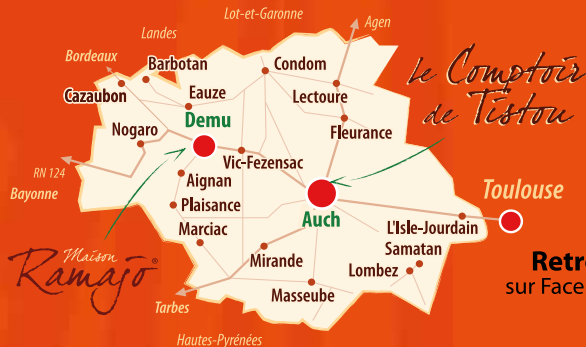 Lot-et-Garonne
Landes
Agen
Bordeaux
Barbotan
Condom
Le Comptoir
de Tistou
Cazaubon
Eauze
Lectoure
Demu
Nogaro
Fleurance
Vic-Fezensac
RN 124
Bayonne
Aignan
Toulouse
Plaisance
Auch
L'Isle-Jourdain
Marciac
Samatan
Maison
Ramajo®
Mirande
Lombez
Retro
sur Face
Masseube
Tarbes
Hautes-Pyrénées